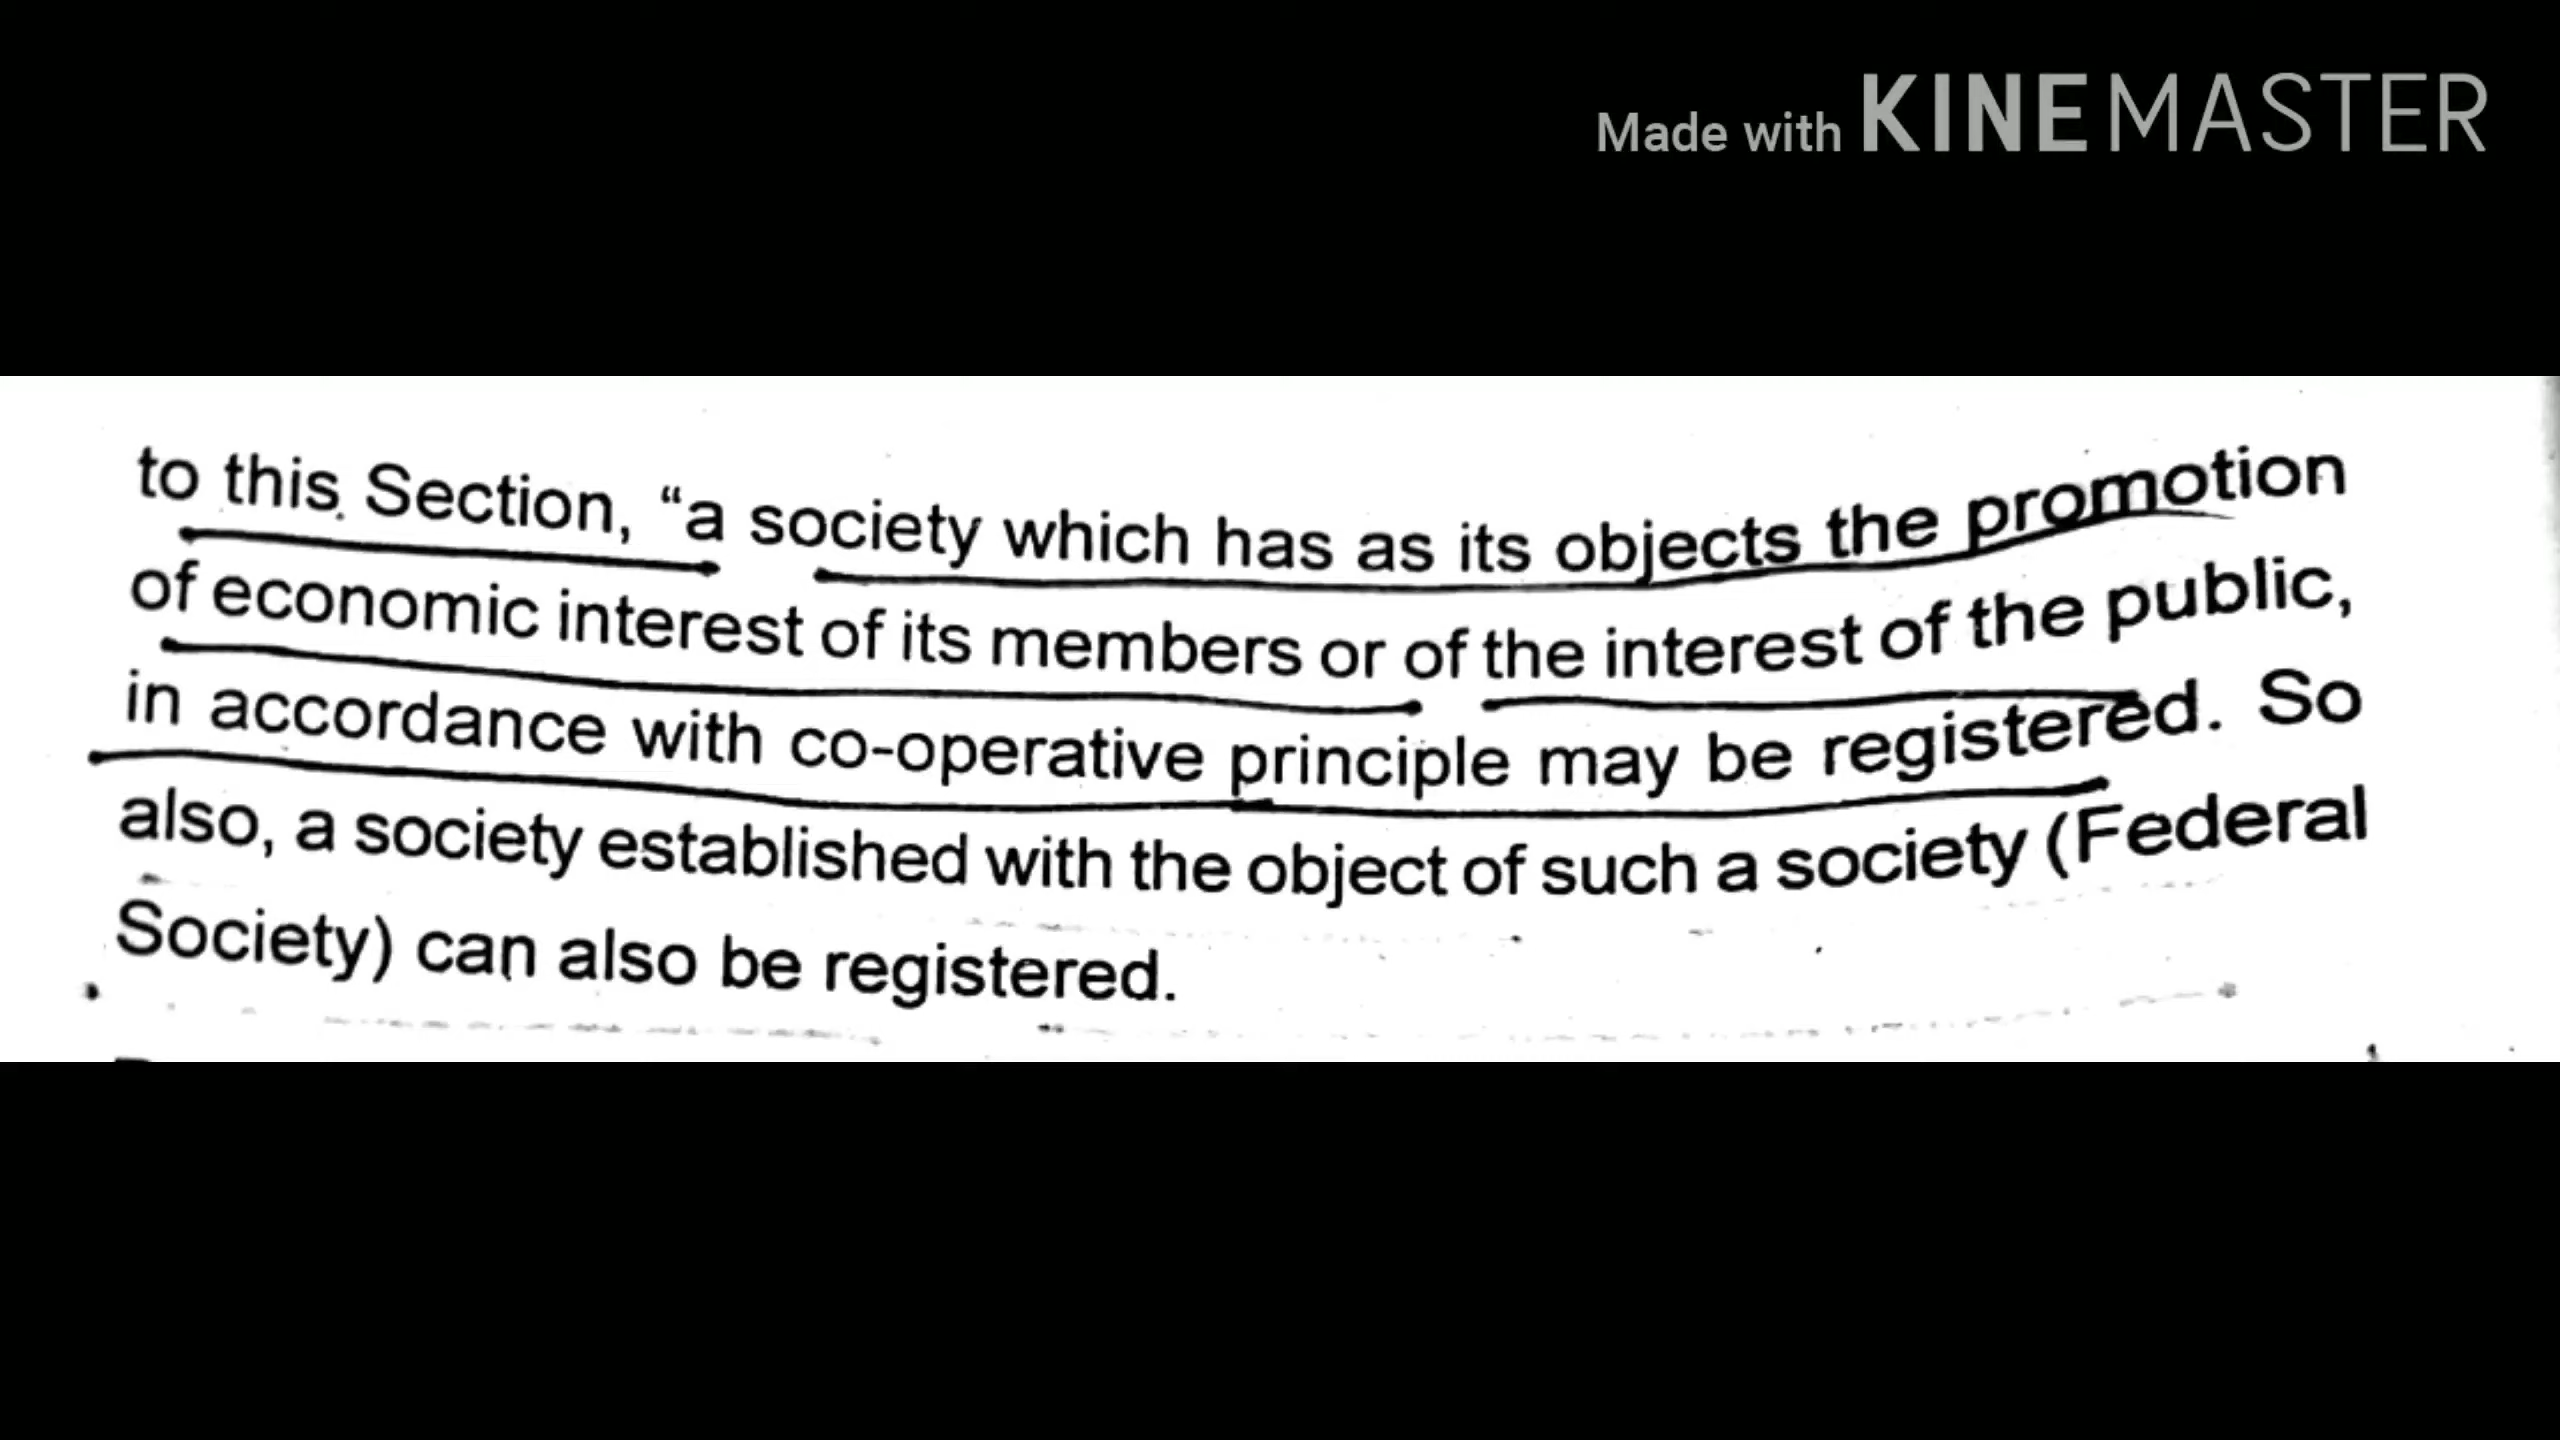 Made with KINEMASTER
to this Section, “a society which has as its objects the promotion
of economic interest of its members or of the interest of the public,
in accordance with co-operative principle may be registered. So
also, a society established with the object of such a society (Federal
Society) can also be registered.